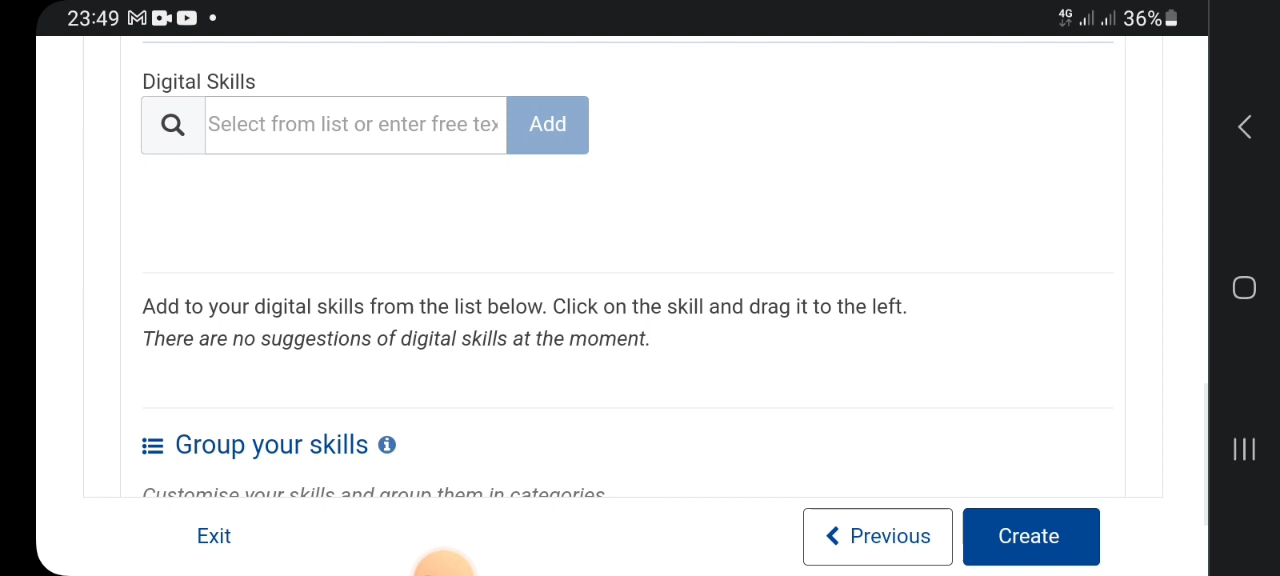 23:49
4G 36%
Digital Skills
Select from list or enter free tex Add
Add to your digital skills from the list below. Click on the skill and drag it to the left.
There are no suggestions of digital skills at the moment.
Group your skills
Customise your skills and group them in categories
Exit Previous Create